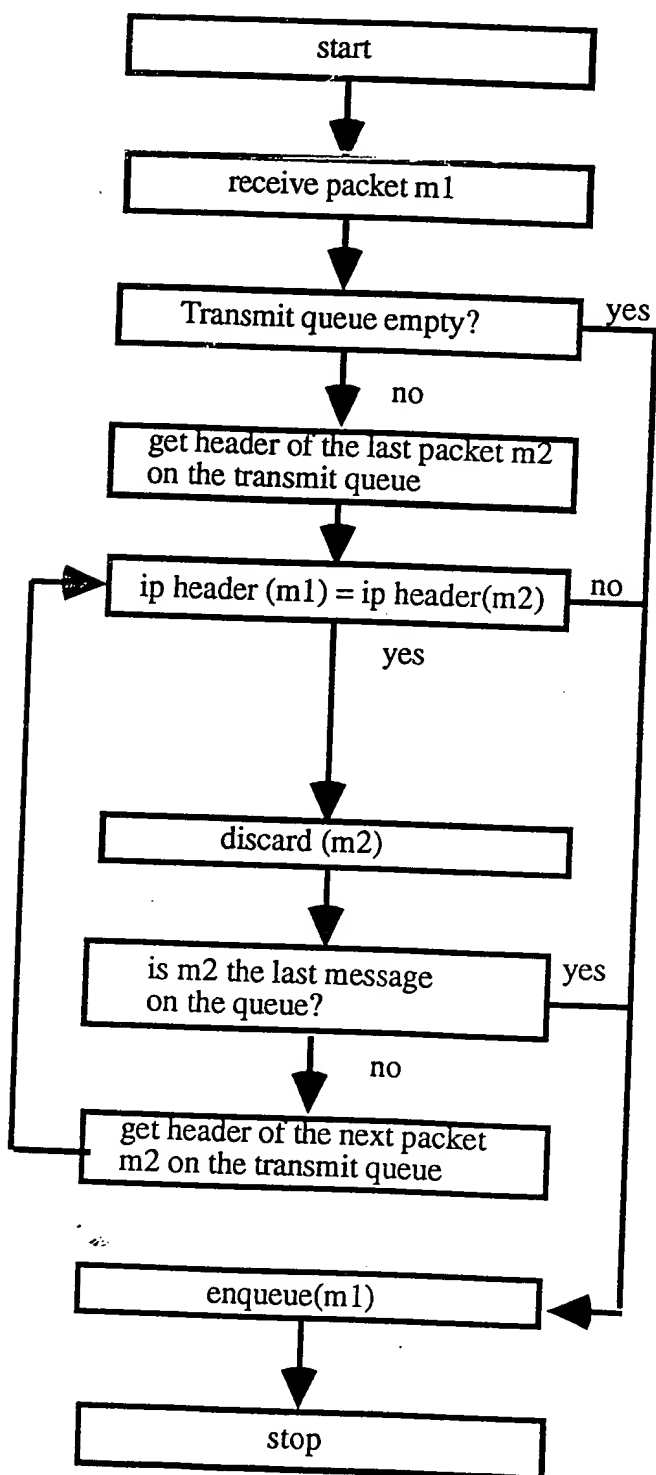 start
receive packet m1
Transmit queue empty?
yes
no
get header of the last packet m2
on the transmit queue
ip header (m1) = ip header(m2)
no
yes
discard (m2)
is m2 the last message
on the queue?
yes
no
get header of the next packet
m2 on the transmit queue
enqueue(m1)
stop